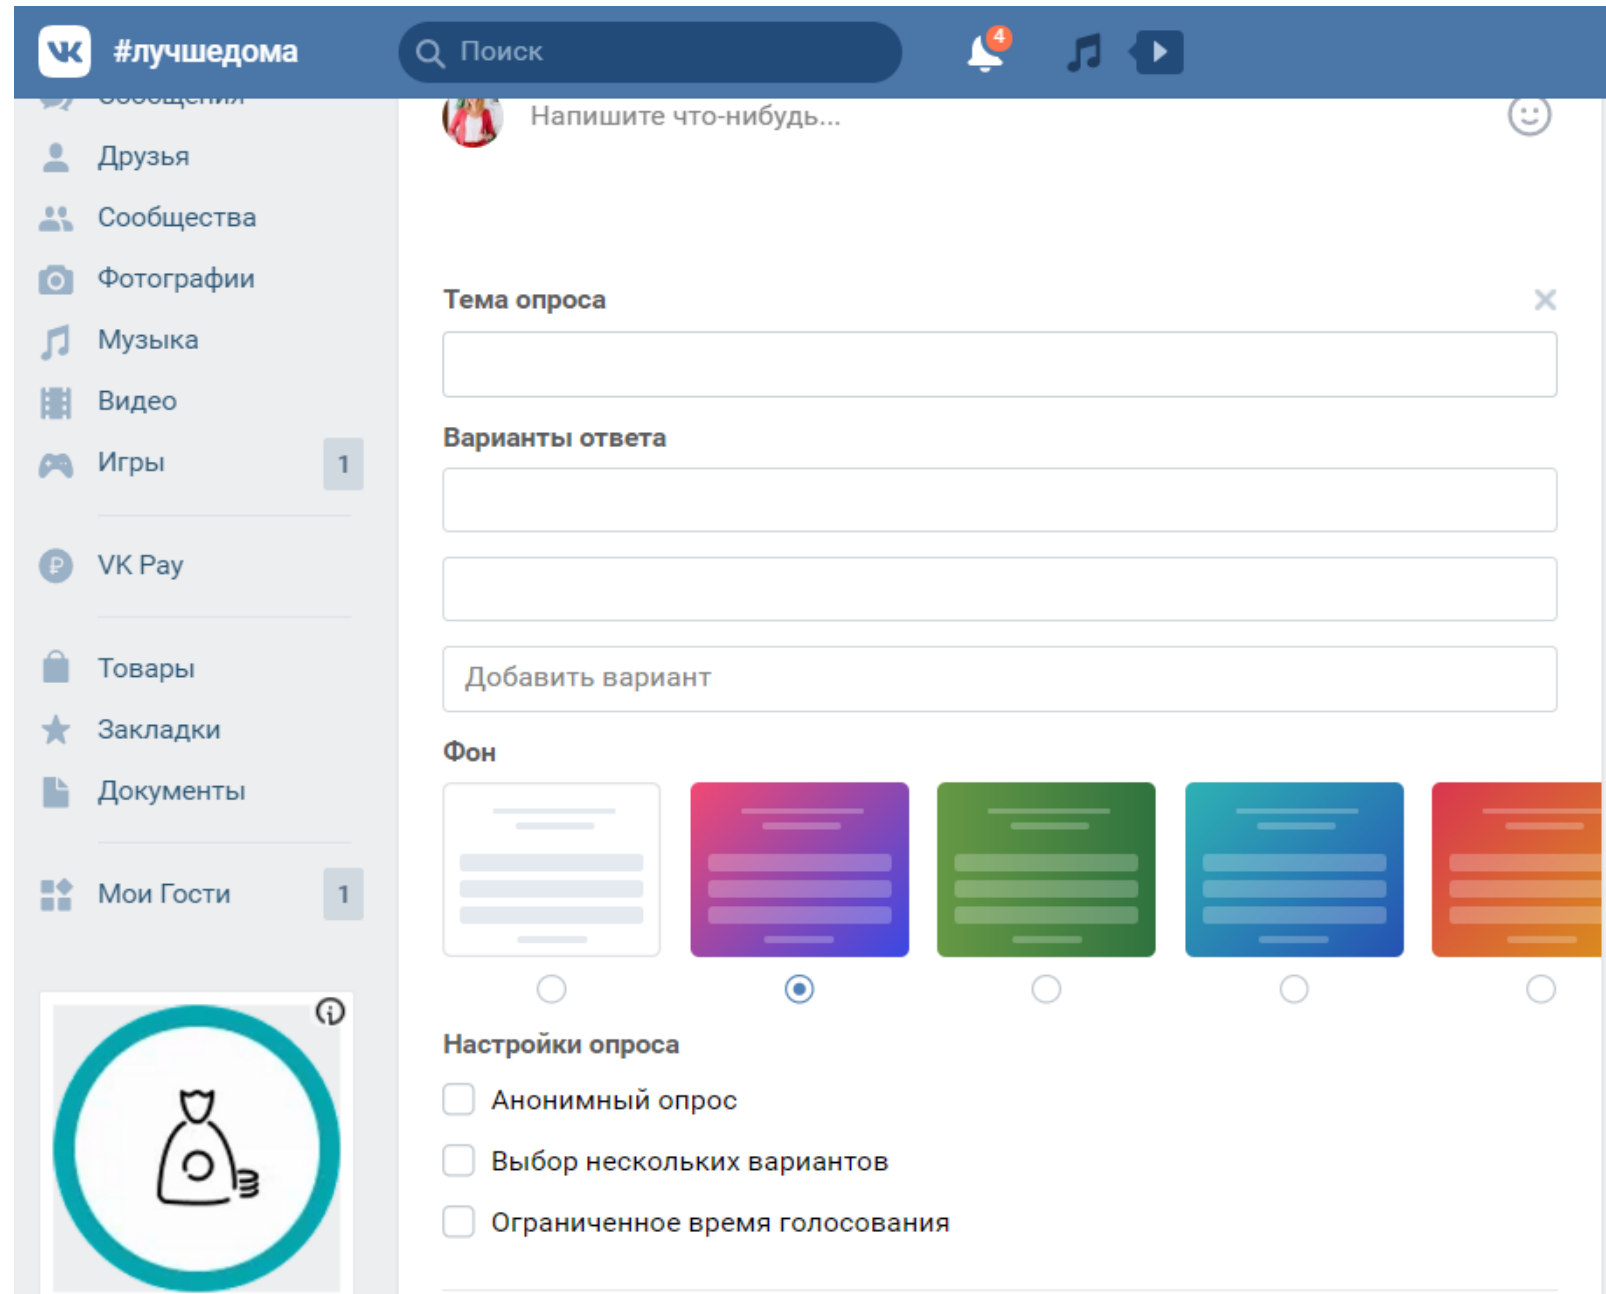 #лучшедома
Поиск
4
Сообщения
Напишите что-нибудь...
Друзья
Сообщества
Фотографии
Музыка
Видео
Игры
1
VK Pay
Товары
Закладки
Документы
Мои Гости
1
Тема опроса
Варианты ответа
Добавить вариант
Фон
Настройки опроса
Анонимный опрос
Выбор нескольких вариантов
Ограниченное время голосования